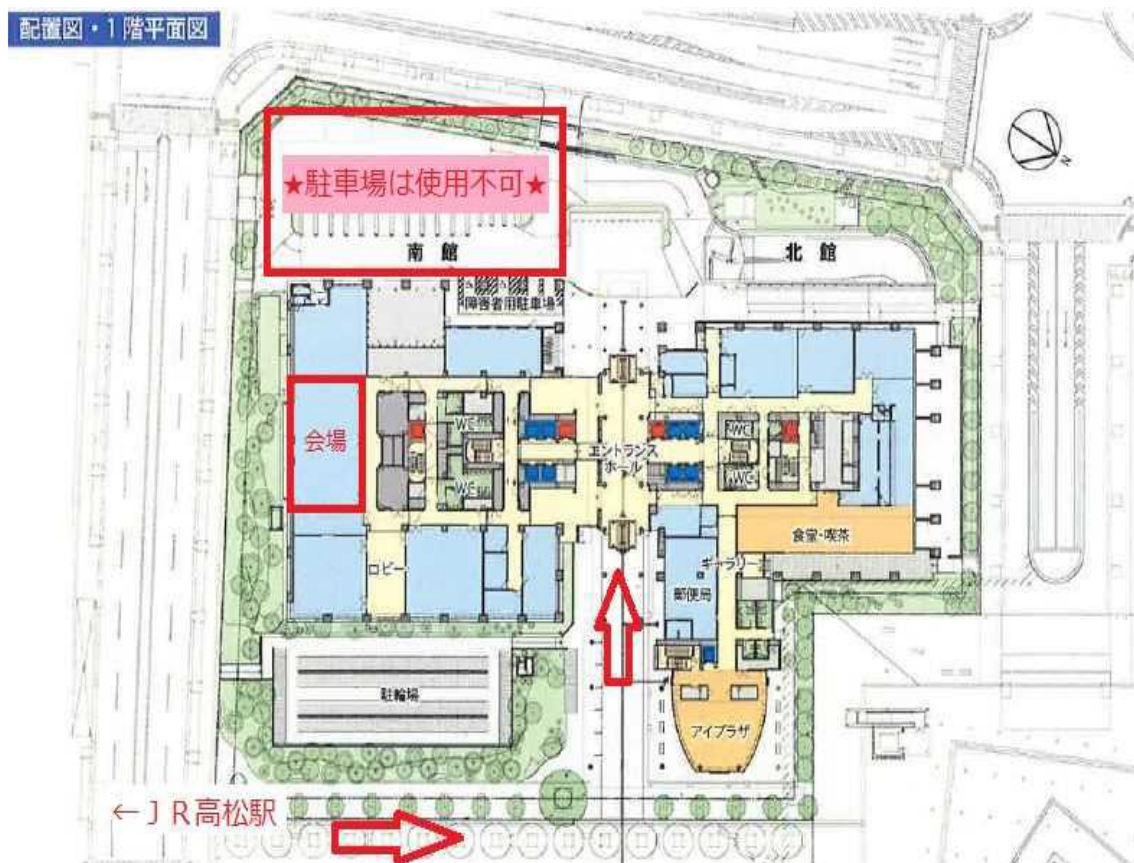 配置図・1階平面図
★駐車場は使用不可★
N
南館
北館
障害者用駐車場
会場
WC
WC
エントランス
ホール
WC
WC
食堂・喫茶
ロビー
ギャラリー
郵便局
駐輪場
アイプラザ
←ＪＲ高松駅